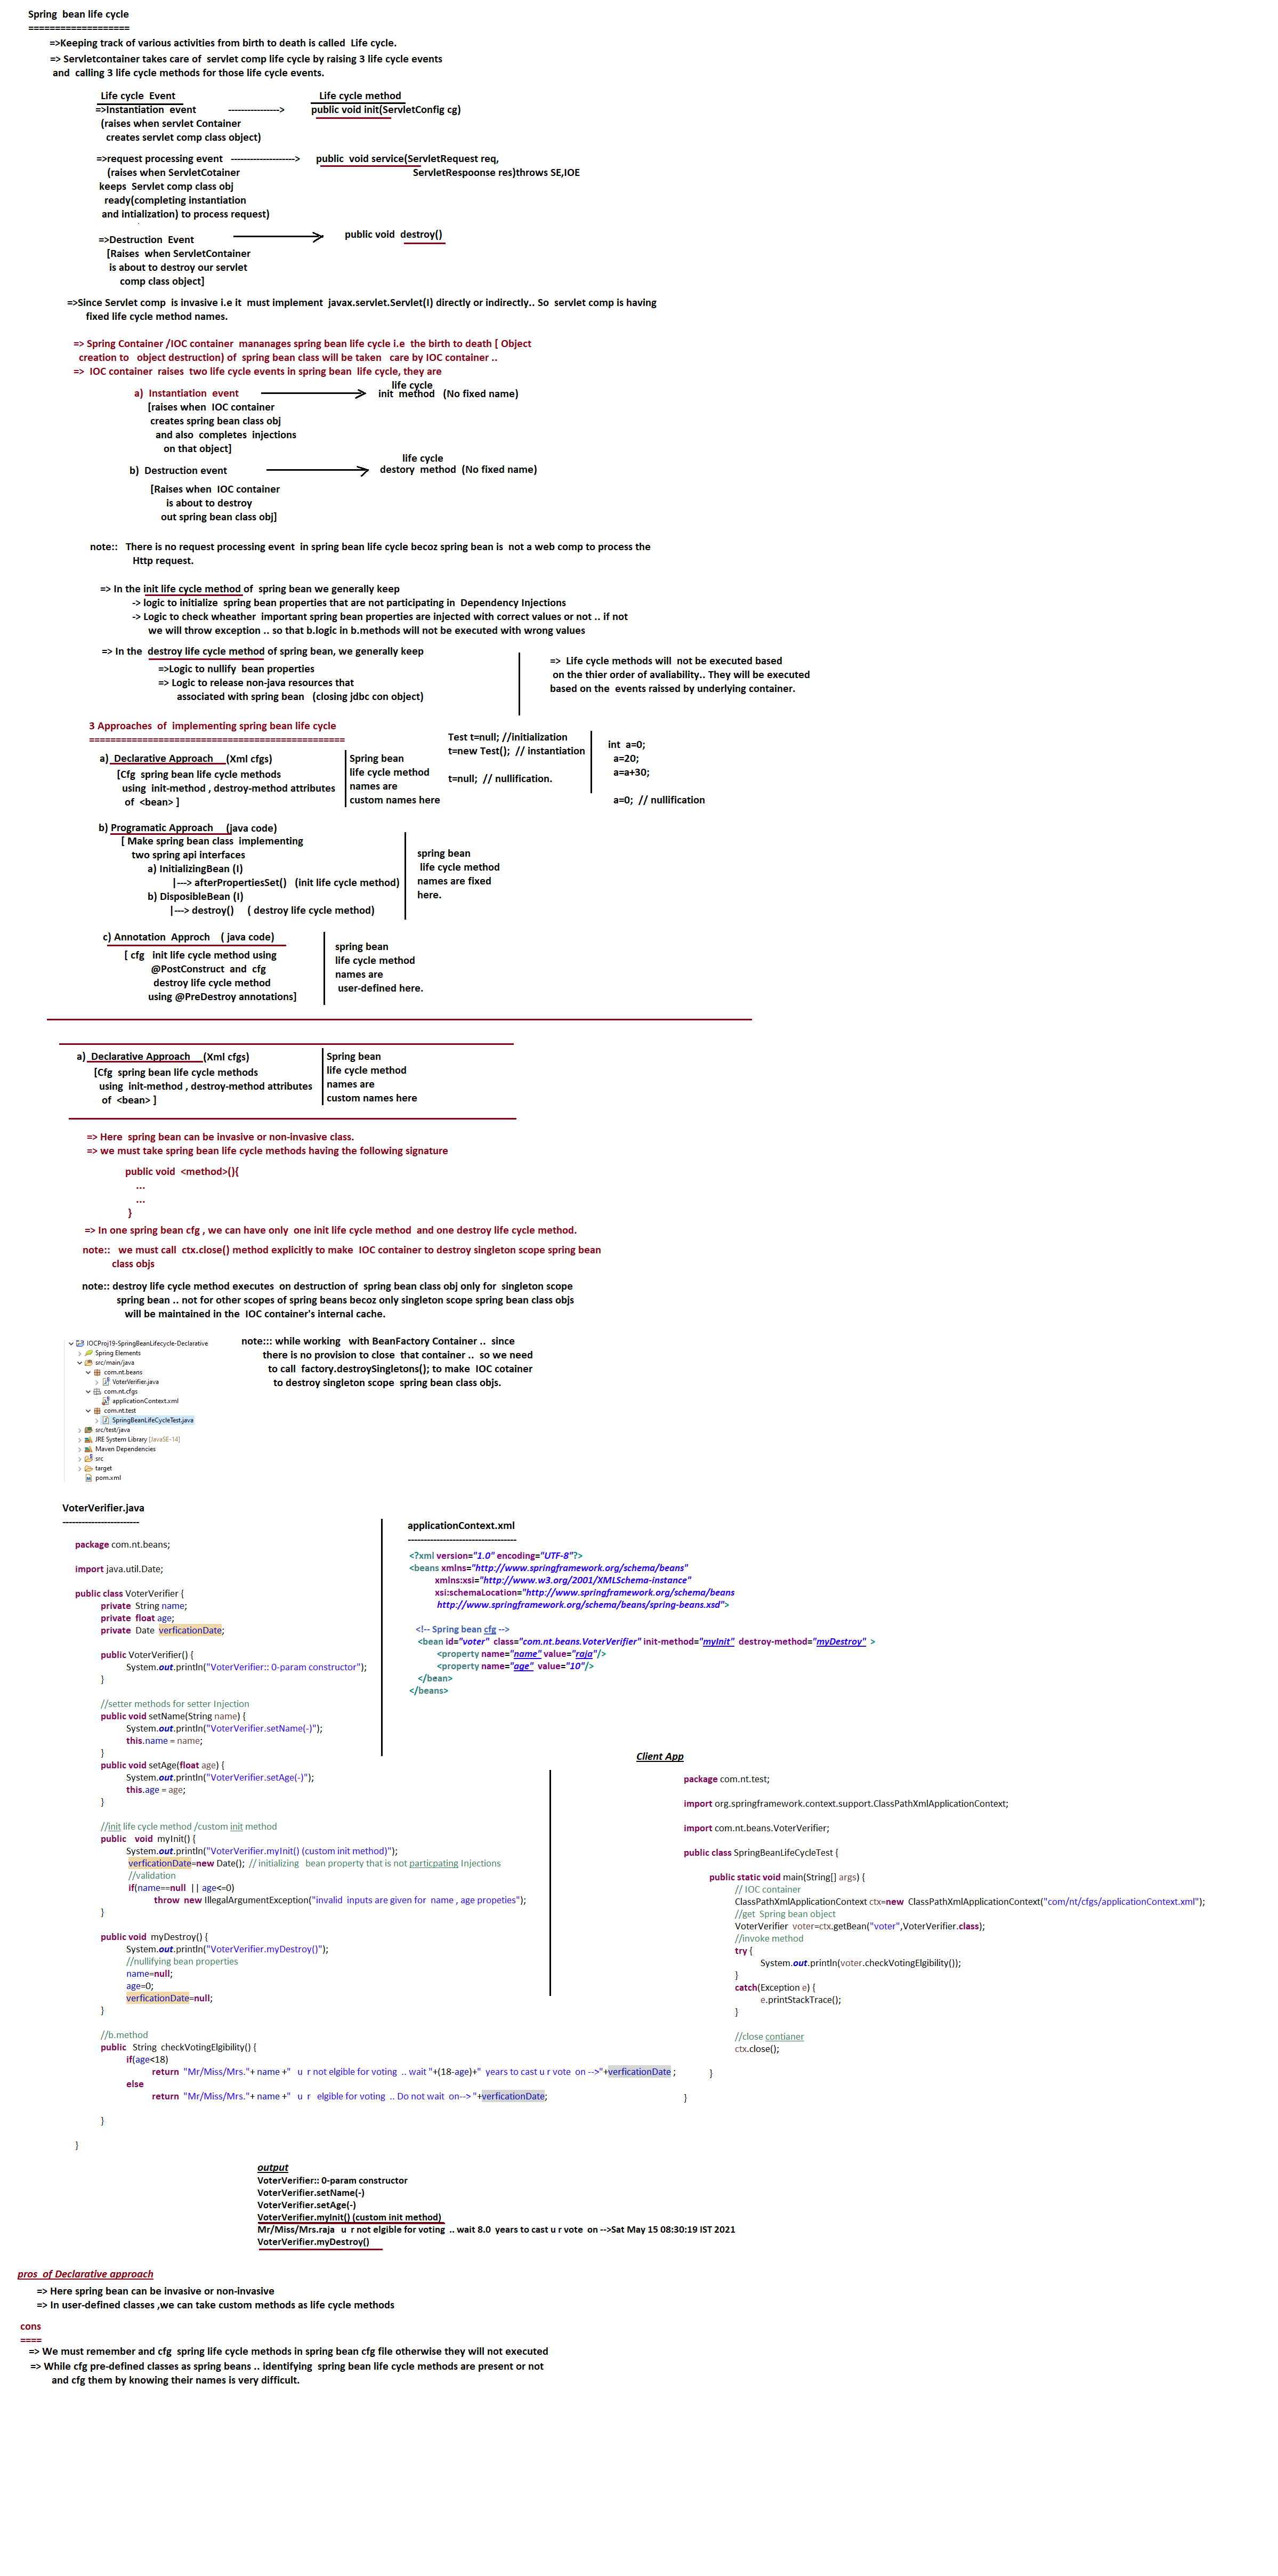 Spring bean life cycle
===================
=>Keeping track of various activities from birth to death is called Life cycle.
=> Servletcontainer takes care of servlet comp life cycle by raising 3 life cycle events
and calling 3 life cycle methods for those life cycle events.
Life cycle Event Life cycle method
=>Instantiation event ----------------> public void init(ServletConfig cg)
(raises when servlet Container
creates servlet comp class object)
=>request processing event --------------------> public void service(ServletRequest req,
(raises when ServletCotainer ServletRespoonse res)throws SE,IOE
keeps Servlet comp class obj
ready(completing instantiation
and intialization) to process request)
=>Destruction Event public void destroy()
[Raises when ServletContainer
is about to destroy our servlet
comp class object]
=>Since Servlet comp is invasive i.e it must implement javax.servlet.Servlet(I) directly or indirectly.. So servlet comp is having
fixed life cycle method names.
=> Spring Container /IOC container mananages spring bean life cycle i.e the birth to death [ Object
creation to object destruction) of spring bean class will be taken care by IOC container ..
=> IOC container raises two life cycle events in spring bean life cycle, they are
life cycle
a) Instantiation event init method (No fixed name)
[raises when IOC container
creates spring bean class obj
and also completes injections
on that object]
life cycle
b) Destruction event destory method (No fixed name)
[Raises when IOC container
is about to destroy
out spring bean class obj]
note:: There is no request processing event in spring bean life cycle becoz spring bean is not a web comp to process the
Http request.
=> In the init life cycle method of spring bean we generally keep
-> logic to initialize spring bean properties that are not participating in Dependency Injections
-> Logic to check wheather important spring bean properties are injected with correct values or not .. if not
we will throw exception .. so that b.logic in b.methods will not be executed with wrong values
=> In the destroy life cycle method of spring bean, we generally keep
=>Logic to nullify bean properties
=> Logic to release non-java resources that
associated with spring bean (closing jdbc con object)
=> Life cycle methods will not be executed based
on the thier order of avaliability.. They will be executed
based on the events raissed by underlying container.
3 Approaches of implementing spring bean life cycle
================================================
Test t=null; //initialization
t=new Test(); // instantiation
t=null; // nullification.
int a=0;
a=20;
a=a+30;
a=0; // nullification
a) Declarative Approach (Xml cfgs)
[Cfg spring bean life cycle methods
using init-method , destroy-method attributes
of <bean> ]
Spring bean
life cycle method
names are
custom names here
b) Programatic Approach (java code)
[ Make spring bean class implementing
two spring api interfaces
a) InitializingBean (I)
|---> afterPropertiesSet() (init life cycle method)
b) DisposibleBean (I)
|---> destroy() ( destroy life cycle method)
spring bean
life cycle method
names are fixed
here.
c) Annotation Approch ( java code)
[ cfg init life cycle method using
@PostConstruct and cfg
destroy life cycle method
using @PreDestroy annotations]
spring bean
life cycle method
names are
user-defined here.
a) Declarative Approach (Xml cfgs)
[Cfg spring bean life cycle methods
using init-method , destroy-method attributes
of <bean> ]
Spring bean
life cycle method
names are
custom names here
=> Here spring bean can be invasive or non-invasive class.
=> we must take spring bean life cycle methods having the following signature
public void <method>(){
...
...
}
=> In one spring bean cfg , we can have only one init life cycle method and one destroy life cycle method.
note:: we must call ctx.close() method explicitly to make IOC container to destroy singleton scope spring bean
class objs
note:: destroy life cycle method executes on destruction of spring bean class obj only for singleton scope
spring bean .. not for other scopes of spring beans becoz only singleton scope spring bean class objs
will be maintained in the IOC container's internal cache.
IOCProj19-SpringBeanLifecycle-Declarative
Spring Elements
src/main/java
com.nt.beans
VoterVerifier.java
com.nt.cfgs
applicationContext.xml
com.nt.test
SpringBeanLifeCycleTest.java
src/test/java
JRE System Library [JavaSE-14]
Maven Dependencies
src
target
pom.xml
note::: while working with BeanFactory Container .. since
there is no provision to close that container .. so we need
to call factory.destroySingletons(); to make IOC cotainer
to destroy singleton scope spring bean class objs.
VoterVerifier.java
------------------------
package com.nt.beans;
import java.util.Date;
public class VoterVerifier {
private String name;
private float age;
private Date verficationDate;
public VoterVerifier() {
System.out.println("VoterVerifier:: 0-param constructor");
}
//setter methods for setter Injection
public void setName(String name) {
System.out.println("VoterVerifier.setName(-)");
this.name = name;
}
public void setAge(float age) {
System.out.println("VoterVerifier.setAge(-)");
this.age = age;
}
//init life cycle method /custom init method
public void myInit() {
System.out.println("VoterVerifier.myInit() (custom init method)");
verficationDate=new Date(); // initializing bean property that is not particpating Injections
//validation
if(name==null || age<=0)
throw new IllegalArgumentException("invalid inputs are given for name , age propeties");
}
public void myDestroy() {
System.out.println("VoterVerifier.myDestroy()");
//nullifying bean properties
name=null;
age=0;
verficationDate=null;
}
//b.method
public String checkVotingElgibility() {
if(age<18)
return "Mr/Miss/Mrs."+ name +" u r not elgible for voting .. wait "+(18-age)+" years to cast u r vote on -->"+verficationDate ;
else
return "Mr/Miss/Mrs."+ name +" u r elgible for voting .. Do not wait on--> "+verficationDate;
}
}
applicationContext.xml
----------------------------------
<?xml version="1.0" encoding="UTF-8"?>
<beans xmlns="http://www.springframework.org/schema/beans"
xmlns:xsi="http://www.w3.org/2001/XMLSchema-instance"
xsi:schemaLocation="http://www.springframework.org/schema/beans
http://www.springframework.org/schema/beans/spring-beans.xsd">
<!-- Spring bean cfg -->
<bean id="voter" class="com.nt.beans.VoterVerifier" init-method="myInit" destroy-method="myDestroy" >
<property name="name" value="raja"/>
<property name="age" value="10"/>
</bean>
</beans>
Client App
package com.nt.test;
import org.springframework.context.support.ClassPathXmlApplicationContext;
import com.nt.beans.VoterVerifier;
public class SpringBeanLifeCycleTest {
public static void main(String[] args) {
// IOC container
ClassPathXmlApplicationContext ctx=new ClassPathXmlApplicationContext("com/nt/cfgs/applicationContext.xml");
//get Spring bean object
VoterVerifier voter=ctx.getBean("voter",VoterVerifier.class);
//invoke method
try {
System.out.println(voter.checkVotingElgibility());
}
catch(Exception e) {
e.printStackTrace();
}
//close contianer
ctx.close();
}
}
output
VoterVerifier:: 0-param constructor
VoterVerifier.setName(-)
VoterVerifier.setAge(-)
VoterVerifier.myInit() (custom init method)
Mr/Miss/Mrs.raja u r not elgible for voting .. wait 8.0 years to cast u r vote on -->Sat May 15 08:30:19 IST 2021
VoterVerifier.myDestroy()
pros of Declarative approach
=> Here spring bean can be invasive or non-invasive
=> In user-defined classes ,we can take custom methods as life cycle methods
cons
====
=> We must remember and cfg spring life cycle methods in spring bean cfg file otherwise they will not executed
=> While cfg pre-defined classes as spring beans .. identifying spring bean life cycle methods are present or not
and cfg them by knowing their names is very difficult.